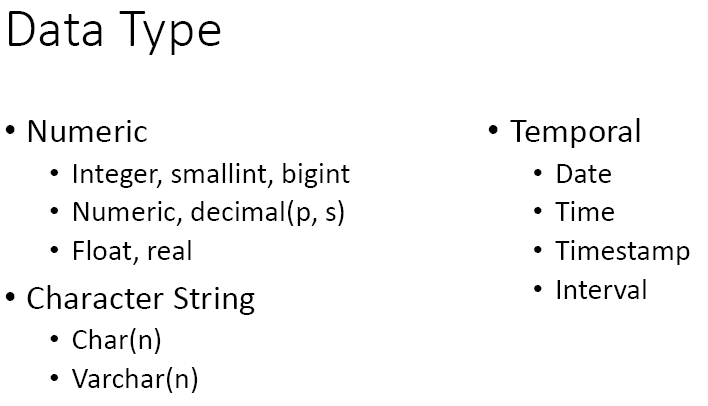 Data Type
• Numeric
• Integer, smallint, bigint
• Numeric, decimal(p, s)
• Float, real
• Character String
• Char(n)
• Varchar(n)
• Temporal
• Date
• Time
• Timestamp
• Interval